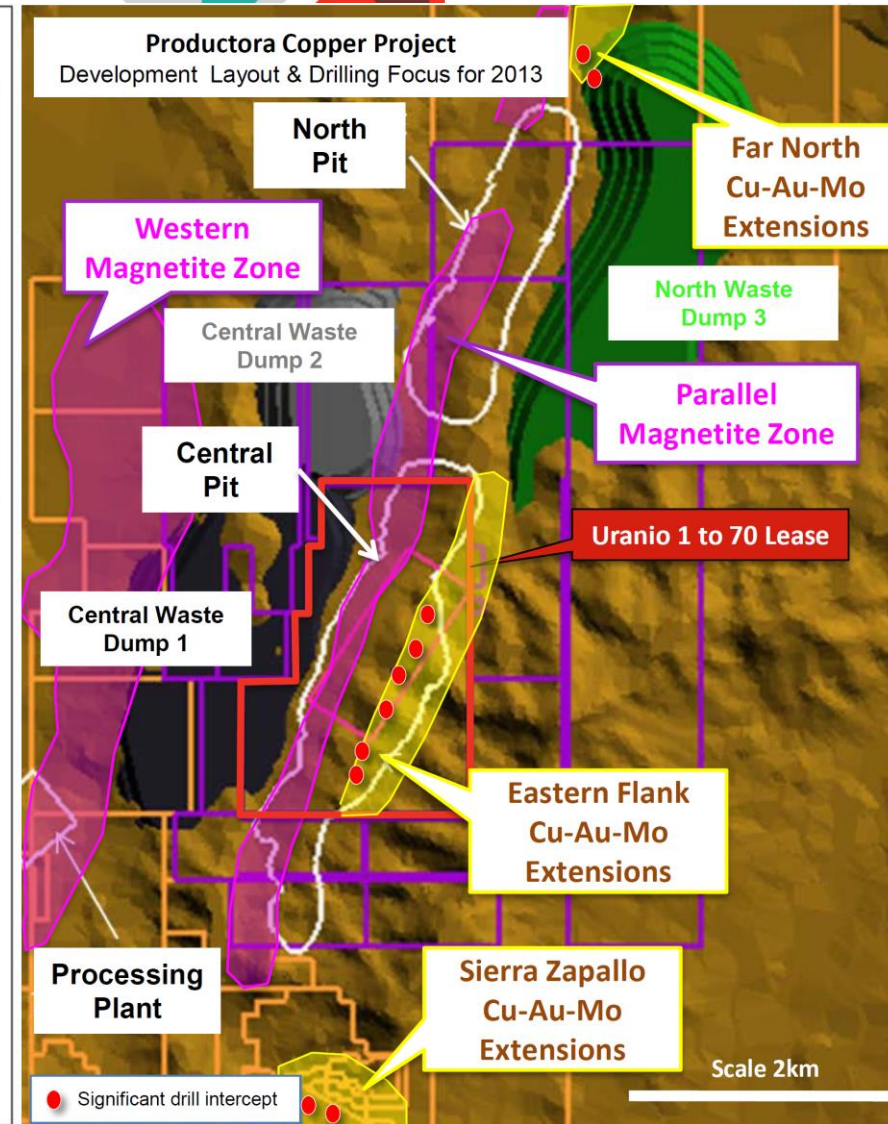 Productora Copper Project
Development Layout & Drilling Focus for 2013
North
Pit
Far North
Cu-Au-Mo
Extensions
Western
Magnetite Zone
North Waste
Dump 3
Central Waste
Dump 2
Parallel
Magnetite Zone
Central
Pit
Uranio 1 to 70 Lease
Central Waste
Dump 1
Eastern Flank
Cu-Au-Mo
Extensions
Processing
Plant
Sierra Zapallo
Cu-Au-Mo
Extensions
Scale 2km
Significant drill intercept